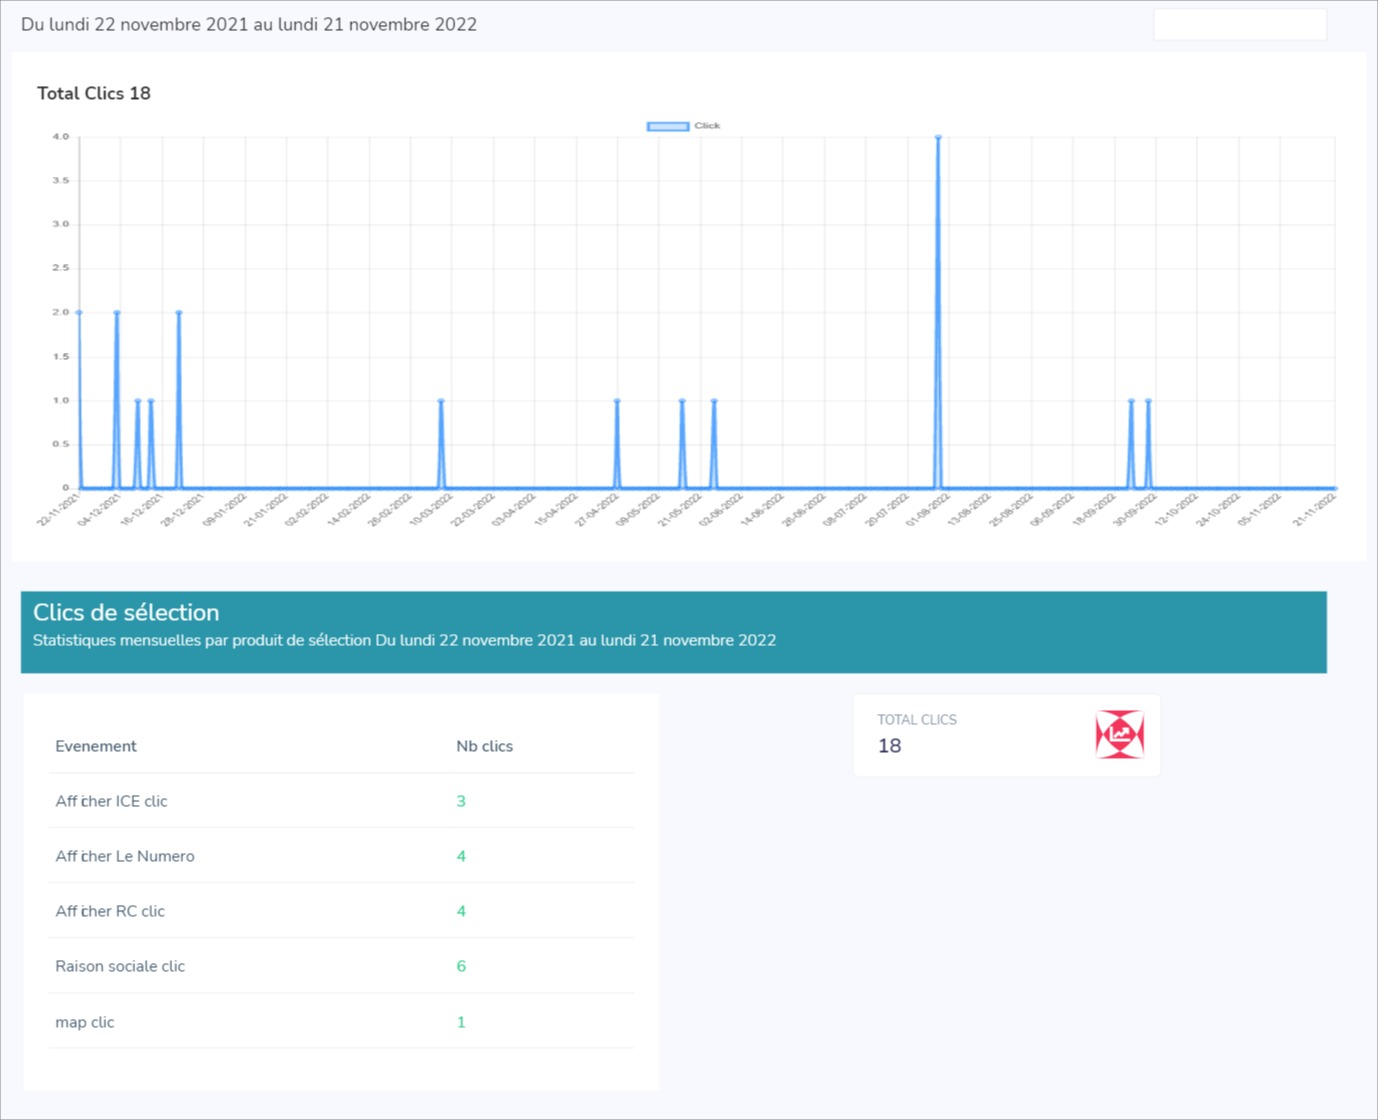 Du lundi 22 novembre 2021 au lundi 21 novembre 2022
Total Clics 18
Click
4.0
3.5
3.0
2.5
2.0
1.5
1.0
0.5
0
22-11-2021 04-12-2021 16-12-2021 28-12-2021 09-01-2022 21-01-2022 02-02-2022 14-02-2022 26-02-2022 10-03-2022 22-03-2022 03-04-2022 15-04-2022 27-04-2022 09-05-2022 21-05-2022 02-06-2022 14-06-2022 26-06-2022 08-07-2022 20-07-2022 01-08-2022 13-08-2022 25-08-2022 06-09-2022 18-09-2022 30-09-2022 12-10-2022 24-10-2022 05-11-2022 21-11-2022
Clics de sélection
Statistiques mensuelles par produit de sélection Du lundi 22 novembre 2021 au lundi 21 novembre 2022
Evenement Nb clics
Afficher ICE clic 3
Afficher Le Numero 4
Afficher RC clic 4
Raison sociale clic 6
map clic 1
TOTAL CLICS
18